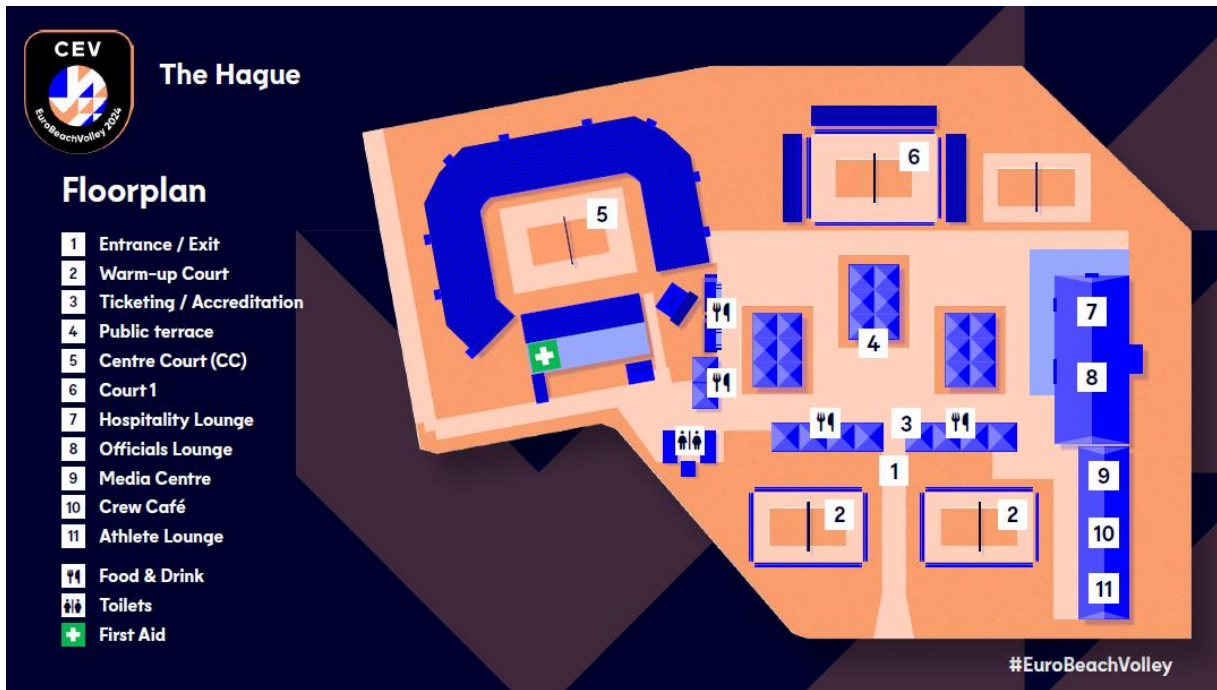 CEV
EuroBeachVolley 2024
The Hague
Floorplan
1 Entrance / Exit
2 Warm-up Court
3 Ticketing / Accreditation
4 Public terrace
5 Centre Court (CC)
6 Court 1
7 Hospitality Lounge
8 Officials Lounge
9 Media Centre
10 Crew Café
11 Athlete Lounge
Food & Drink
Toilets
First Aid
6
5
7
4
8
3
1
9
2
2
10
11
#EuroBeachVolley